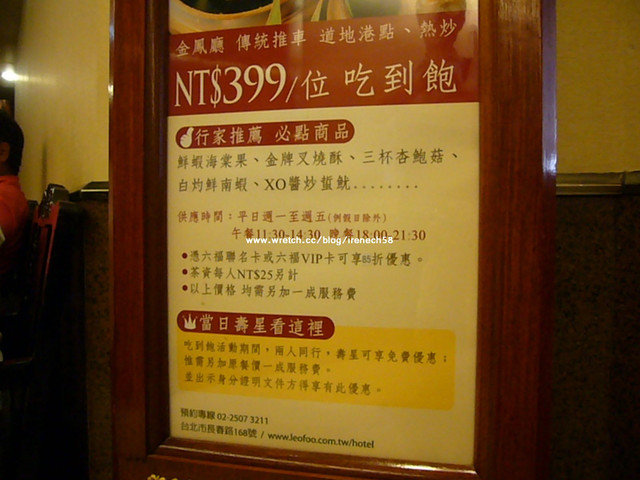 金鳳廳 傳統推車 道地港點、熱炒
NT$399/位 吃到飽
行家推薦 必點商品
鮮蝦海棠果、金牌叉燒酥、三杯杏鮑菇、
白灼鮮南蝦、XO醬炒蜇魷........
供應時間：平日週一至週五(例假日除外)
午餐11:30-14:30 晚餐18:00-21:30
www.wretch.cc/blog/irenech58
●憑六福聯名卡或六福VIP卡可享85折優惠。
●茶資每人NT$25另計
●以上價格 均需另加一成服務費
當日壽星看這裡
吃到飽活動期間，兩人同行，壽星可享免費優惠；
惟需另加原餐價一成服務費。
並出示身分證明文件方得享有此優惠。
預約專線 02-2507 3211
台北市長春路168號 / www.leofoo.com.tw/hotel